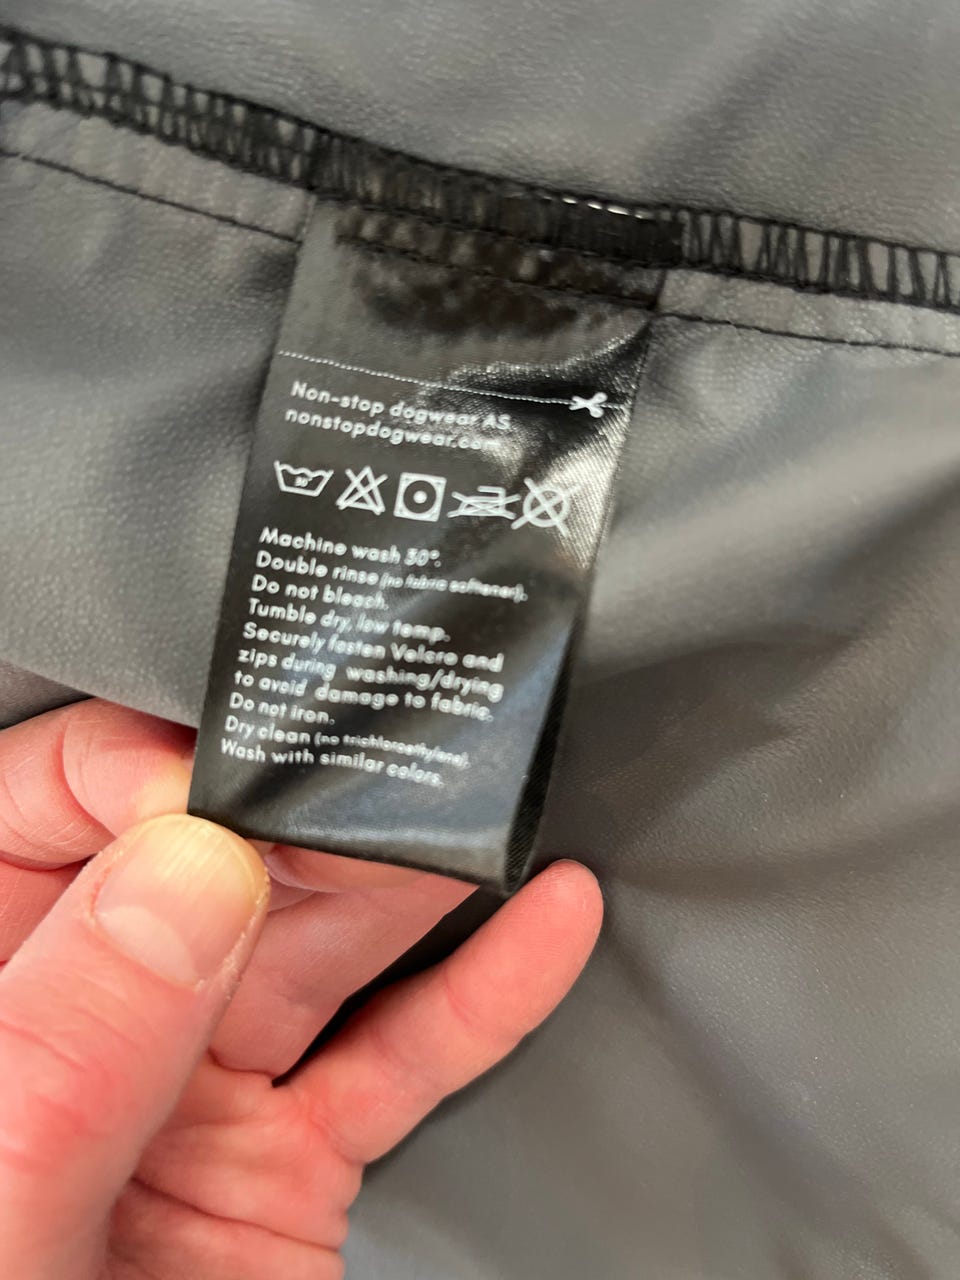 Non-stop dogwear AS
nonstopdogwear.com
30°
Machine wash 30°.
Double rinse (no fabric softener).
Do not bleach.
Tumble dry, low temp.
Securely fasten Velcro and
zips during washing/drying
to avoid damage to fabric.
Do not iron.
Dry clean (no trichloroethylene).
Wash with similar colors.